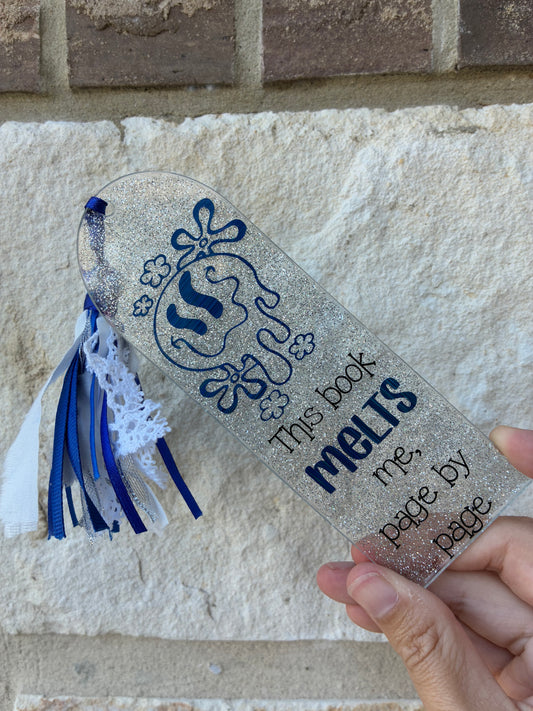 This book
MELTS
me,
page by
page